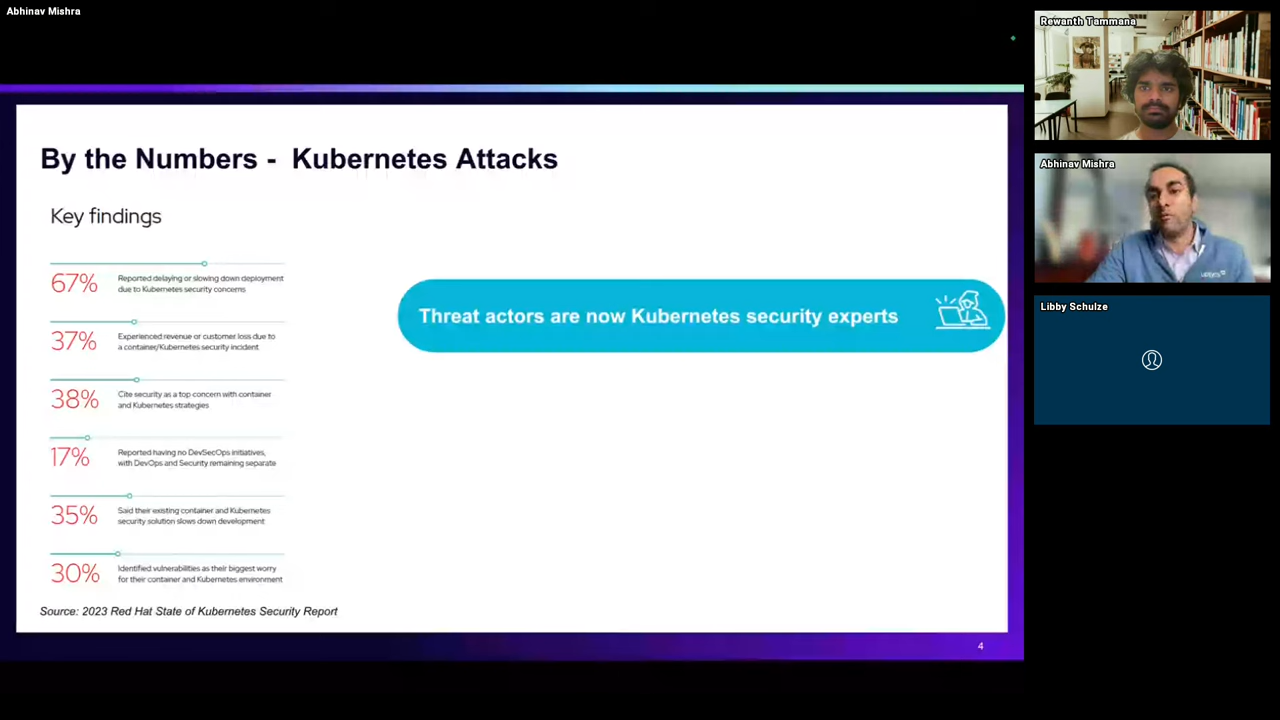 Abhinav Mishra
By the Numbers - Kubernetes Attacks
Key findings
67%
Reported delaying or slowing down deployment
due to Kubernetes security concerns
37%
Experienced revenue or customer loss due to
a container/Kubernetes security incident
38%
Cite security as a top concern with container
and Kubernetes strategies
17%
Reported having no DevSecOps initiatives,
with DevOps and Security remaining separate
35%
Said their existing container and Kubernetes
security solution slows down development
30%
Identified vulnerabilities as their biggest worry
for their container and Kubernetes environment
Source: 2023 Red Hat State of Kubernetes Security Report
Threat actors are now Kubernetes security experts
4
Rewanth Tammana
Abhinav Mishra
uptycs
Libby Schulze